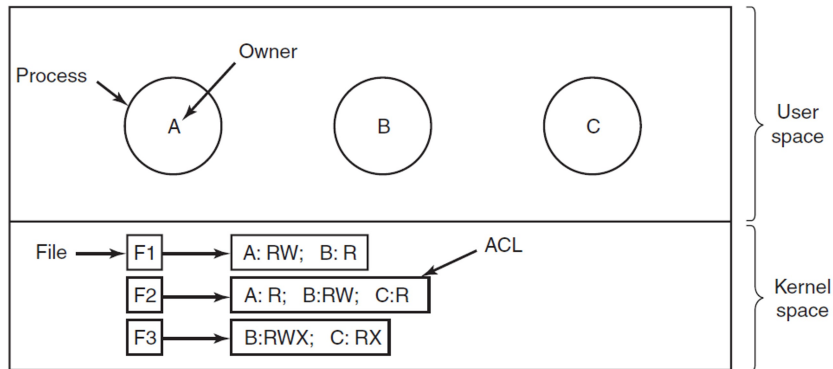 Owner
Process
A
B
C
User
space
File
F1
A: RW; B: R
ACL
F2
A: R; B:RW; C:R
F3
B:RWX; C: RX
Kernel
space